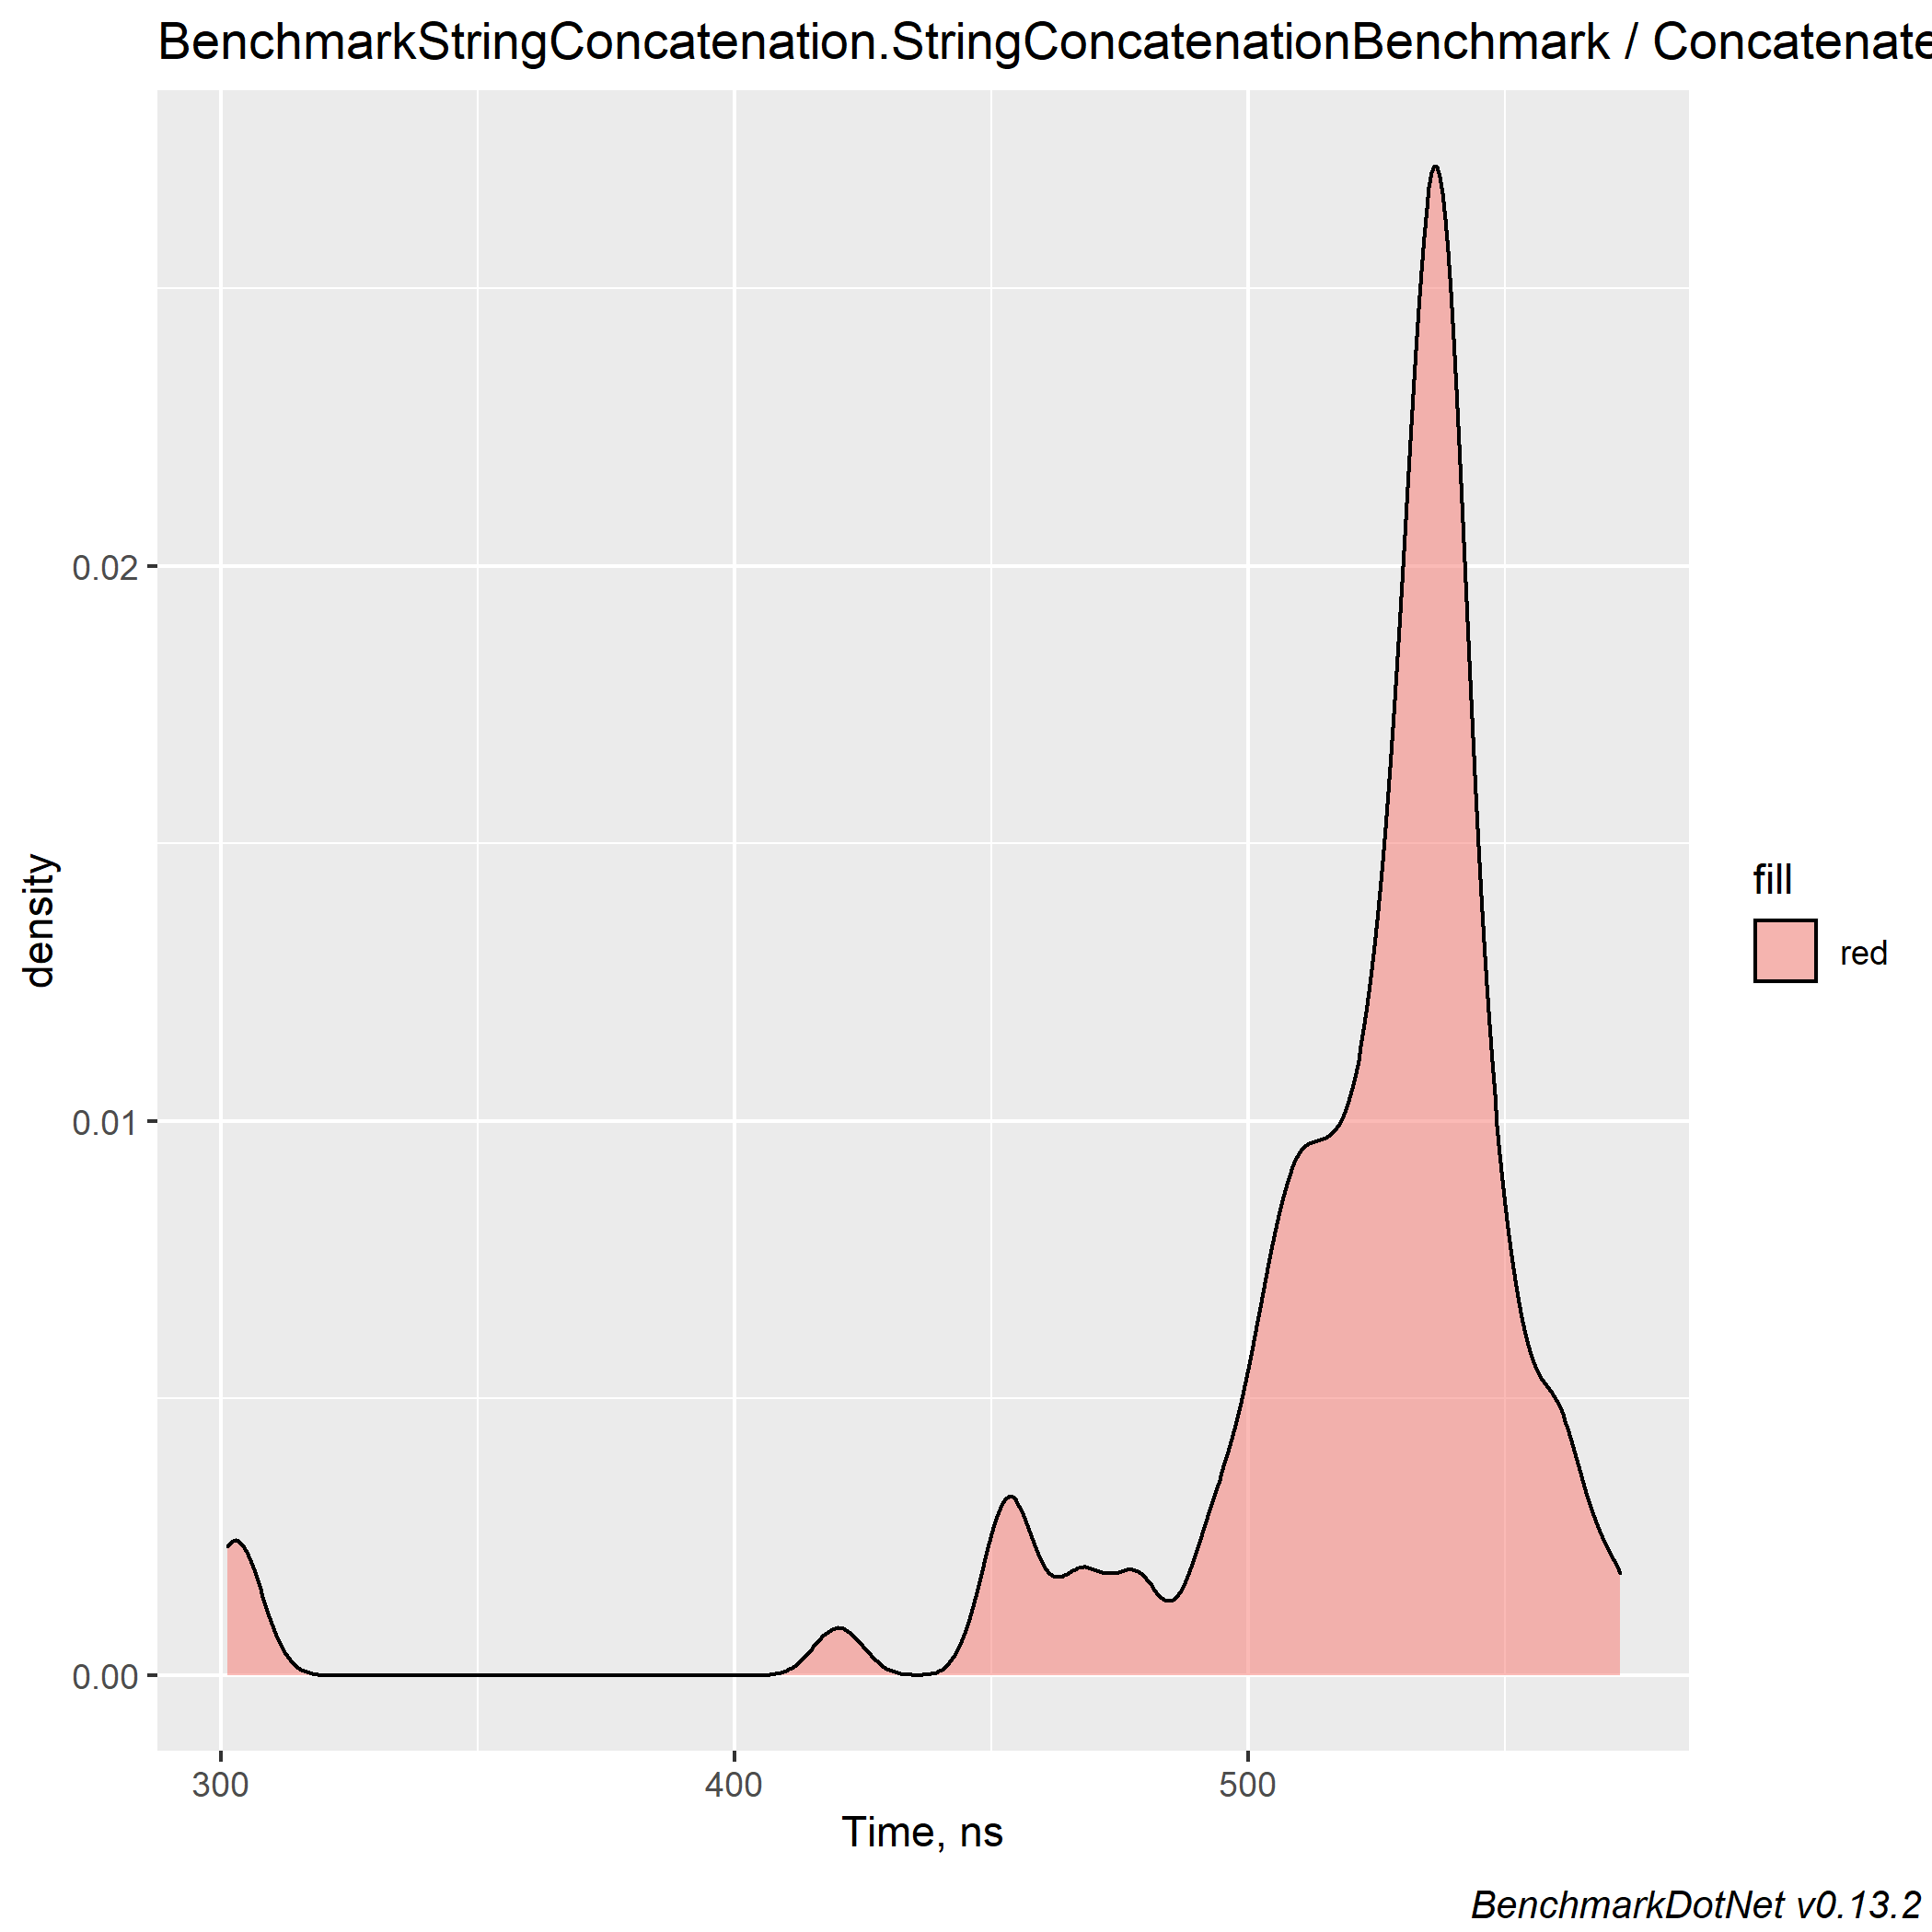 BenchmarkStringConcatenation.StringConcatenationBenchmark / Concatenate
0.02
0.01
0.00
density
300 400 500
Time, ns
fill
red
BenchmarkDotNet v0.13.2